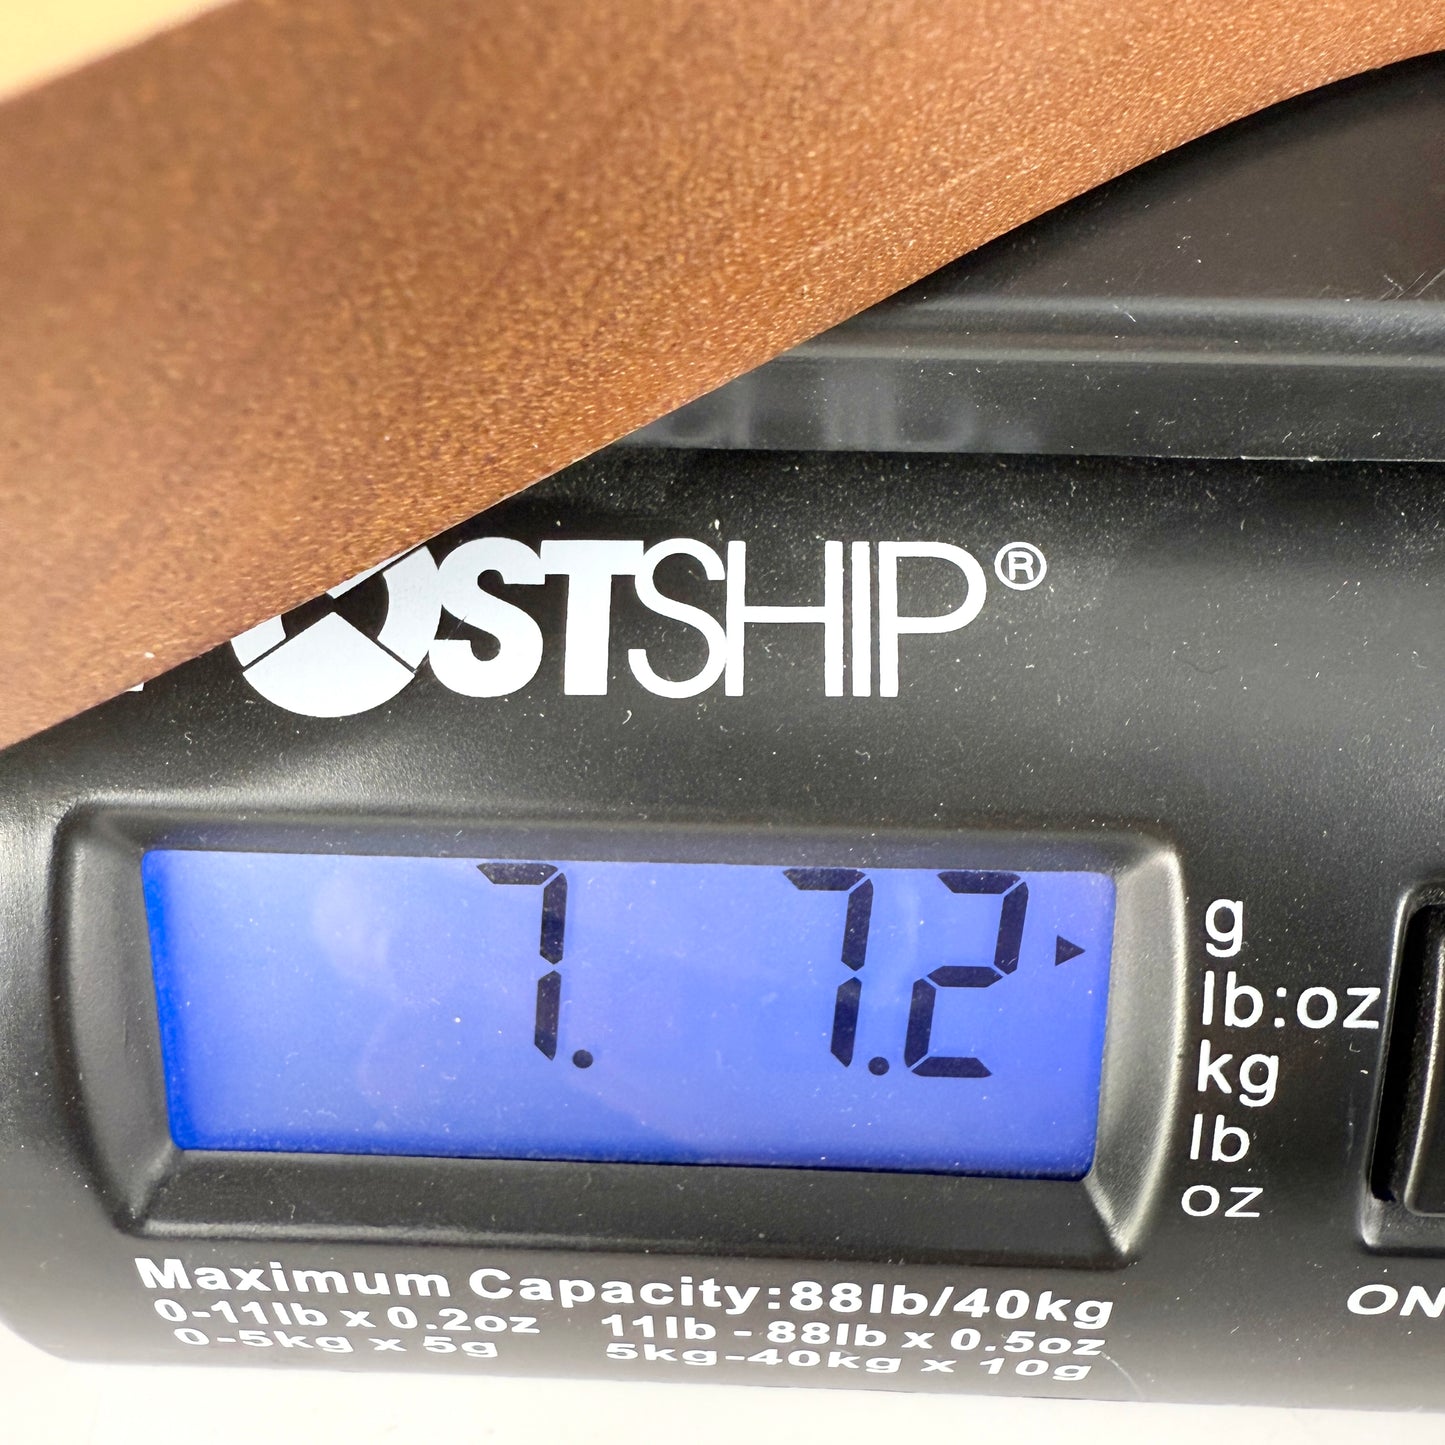 OSTSHIP®
7. 7.2
g
lb:oz
kg
lb
oz
ON
Maximum Capacity:88lb/40kg
0-11lb x 0.2oz 11lb - 88lb x 0.5oz
0-5kg x 5g 5kg-40kg x 10g